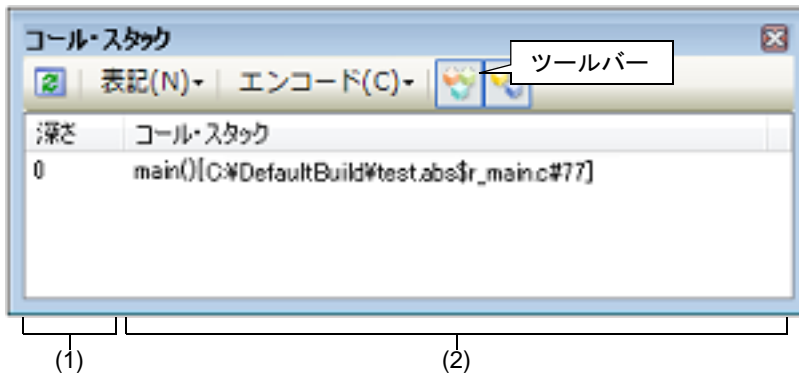 コール・スタック
表記(N) エンコード(C)
ツールバー
深さ コール・スタック
0 main()[C:¥DefaultBuild¥test.abs$r_main.c#77]
(1) (2)